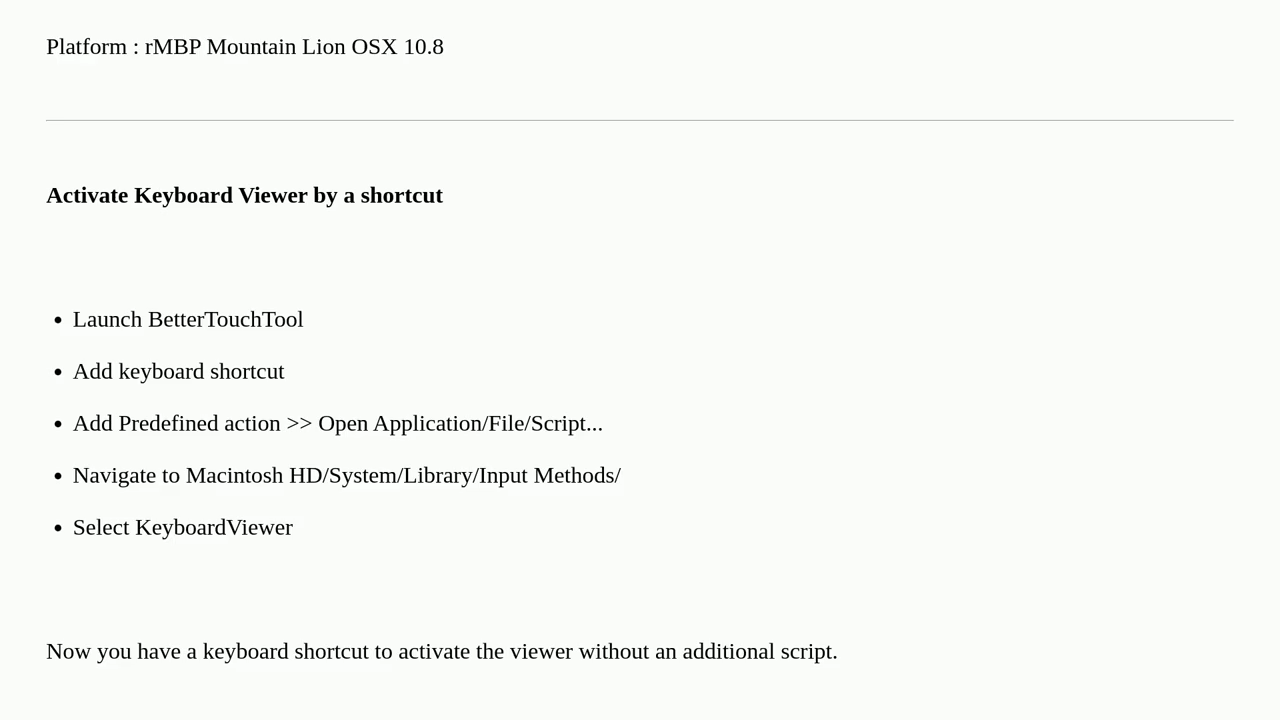 Platform : rMBP Mountain Lion OSX 10.8
Activate Keyboard Viewer by a shortcut
• Launch BetterTouchTool
• Add keyboard shortcut
• Add Predefined action >> Open Application/File/Script...
• Navigate to Macintosh HD/System/Library/Input Methods/
• Select KeyboardViewer
Now you have a keyboard shortcut to activate the viewer without an additional script.